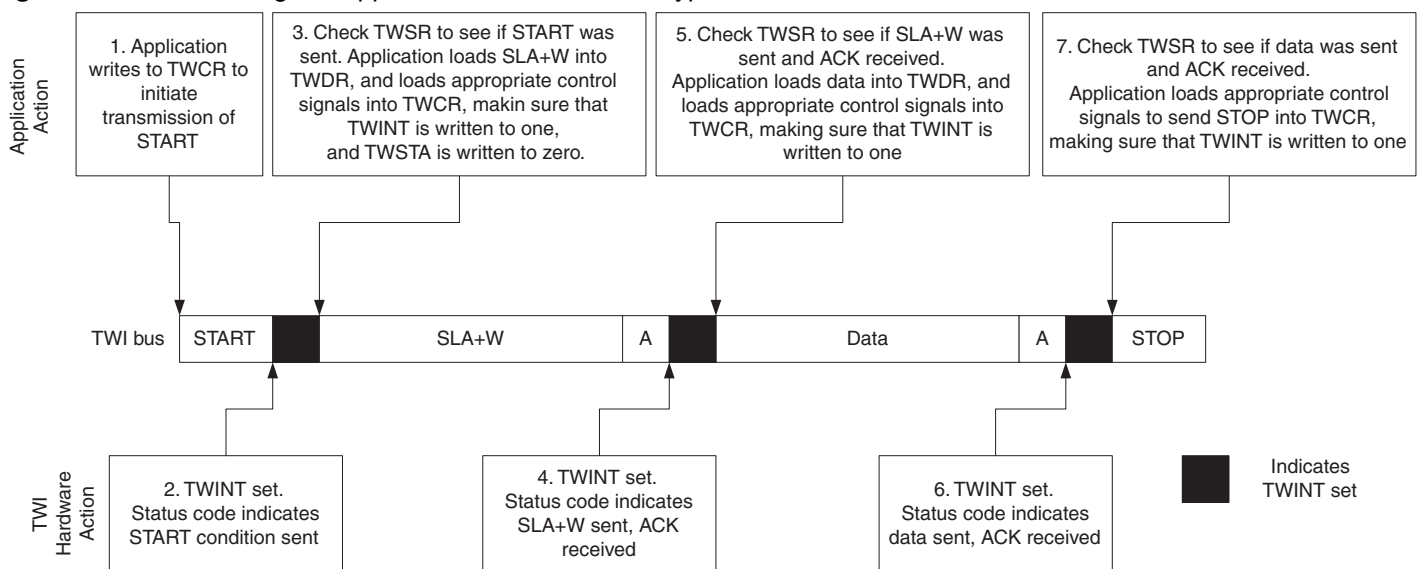 Application
Action
1. Application
writes to TWCR to
initiate
transmission of
START
3. Check TWSR to see if START was
sent. Application loads SLA+W into
TWDR, and loads appropriate control
signals into TWCR, makin sure that
TWINT is written to one,
and TWSTA is written to zero.
5. Check TWSR to see if SLA+W was
sent and ACK received.
Application loads data into TWDR, and
loads appropriate control signals into
TWCR, making sure that TWINT is
written to one
7. Check TWSR to see if data was sent
and ACK received.
Application loads appropriate control
signals to send STOP into TWCR,
making sure that TWINT is written to one
TWI bus
START
SLA+W
A
Data
A
STOP
TWI
Hardware
Action
2. TWINT set.
Status code indicates
START condition sent
4. TWINT set.
Status code indicates
SLA+W sent, ACK
received
6. TWINT set.
Status code indicates
data sent, ACK received
Indicates
TWINT set